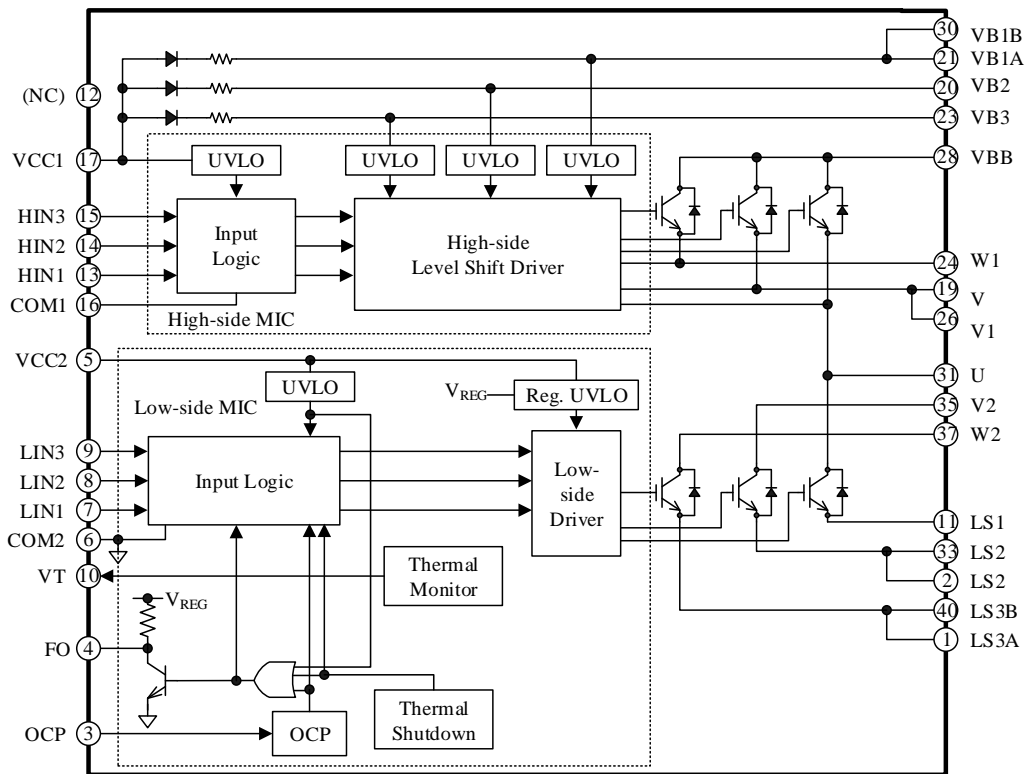 30 VB1B
21 VB1A
(NC) 12
20 VB2
23 VB3
VCC1 17
UVLO
UVLO
UVLO
UVLO
28 VBB
HIN3 15
HIN2 14
HIN1 13
COM1 16
Input
Logic
High-side
Level Shift Driver
High-side MIC
24 W1
19
V
26
V1
VCC2 5
UVLO
VREG
Reg. UVLO
31 U
35 V2
37 W2
Low-side MIC
LIN3 9
LIN2 8
LIN1 7
COM2 6
Input Logic
Low-
side
Driver
11 LS1
33 LS2
2 LS2
40 LS3B
1 LS3A
VT 10
Thermal
Monitor
VREG
FO 4
Thermal
Shutdown
OCP 3
OCP